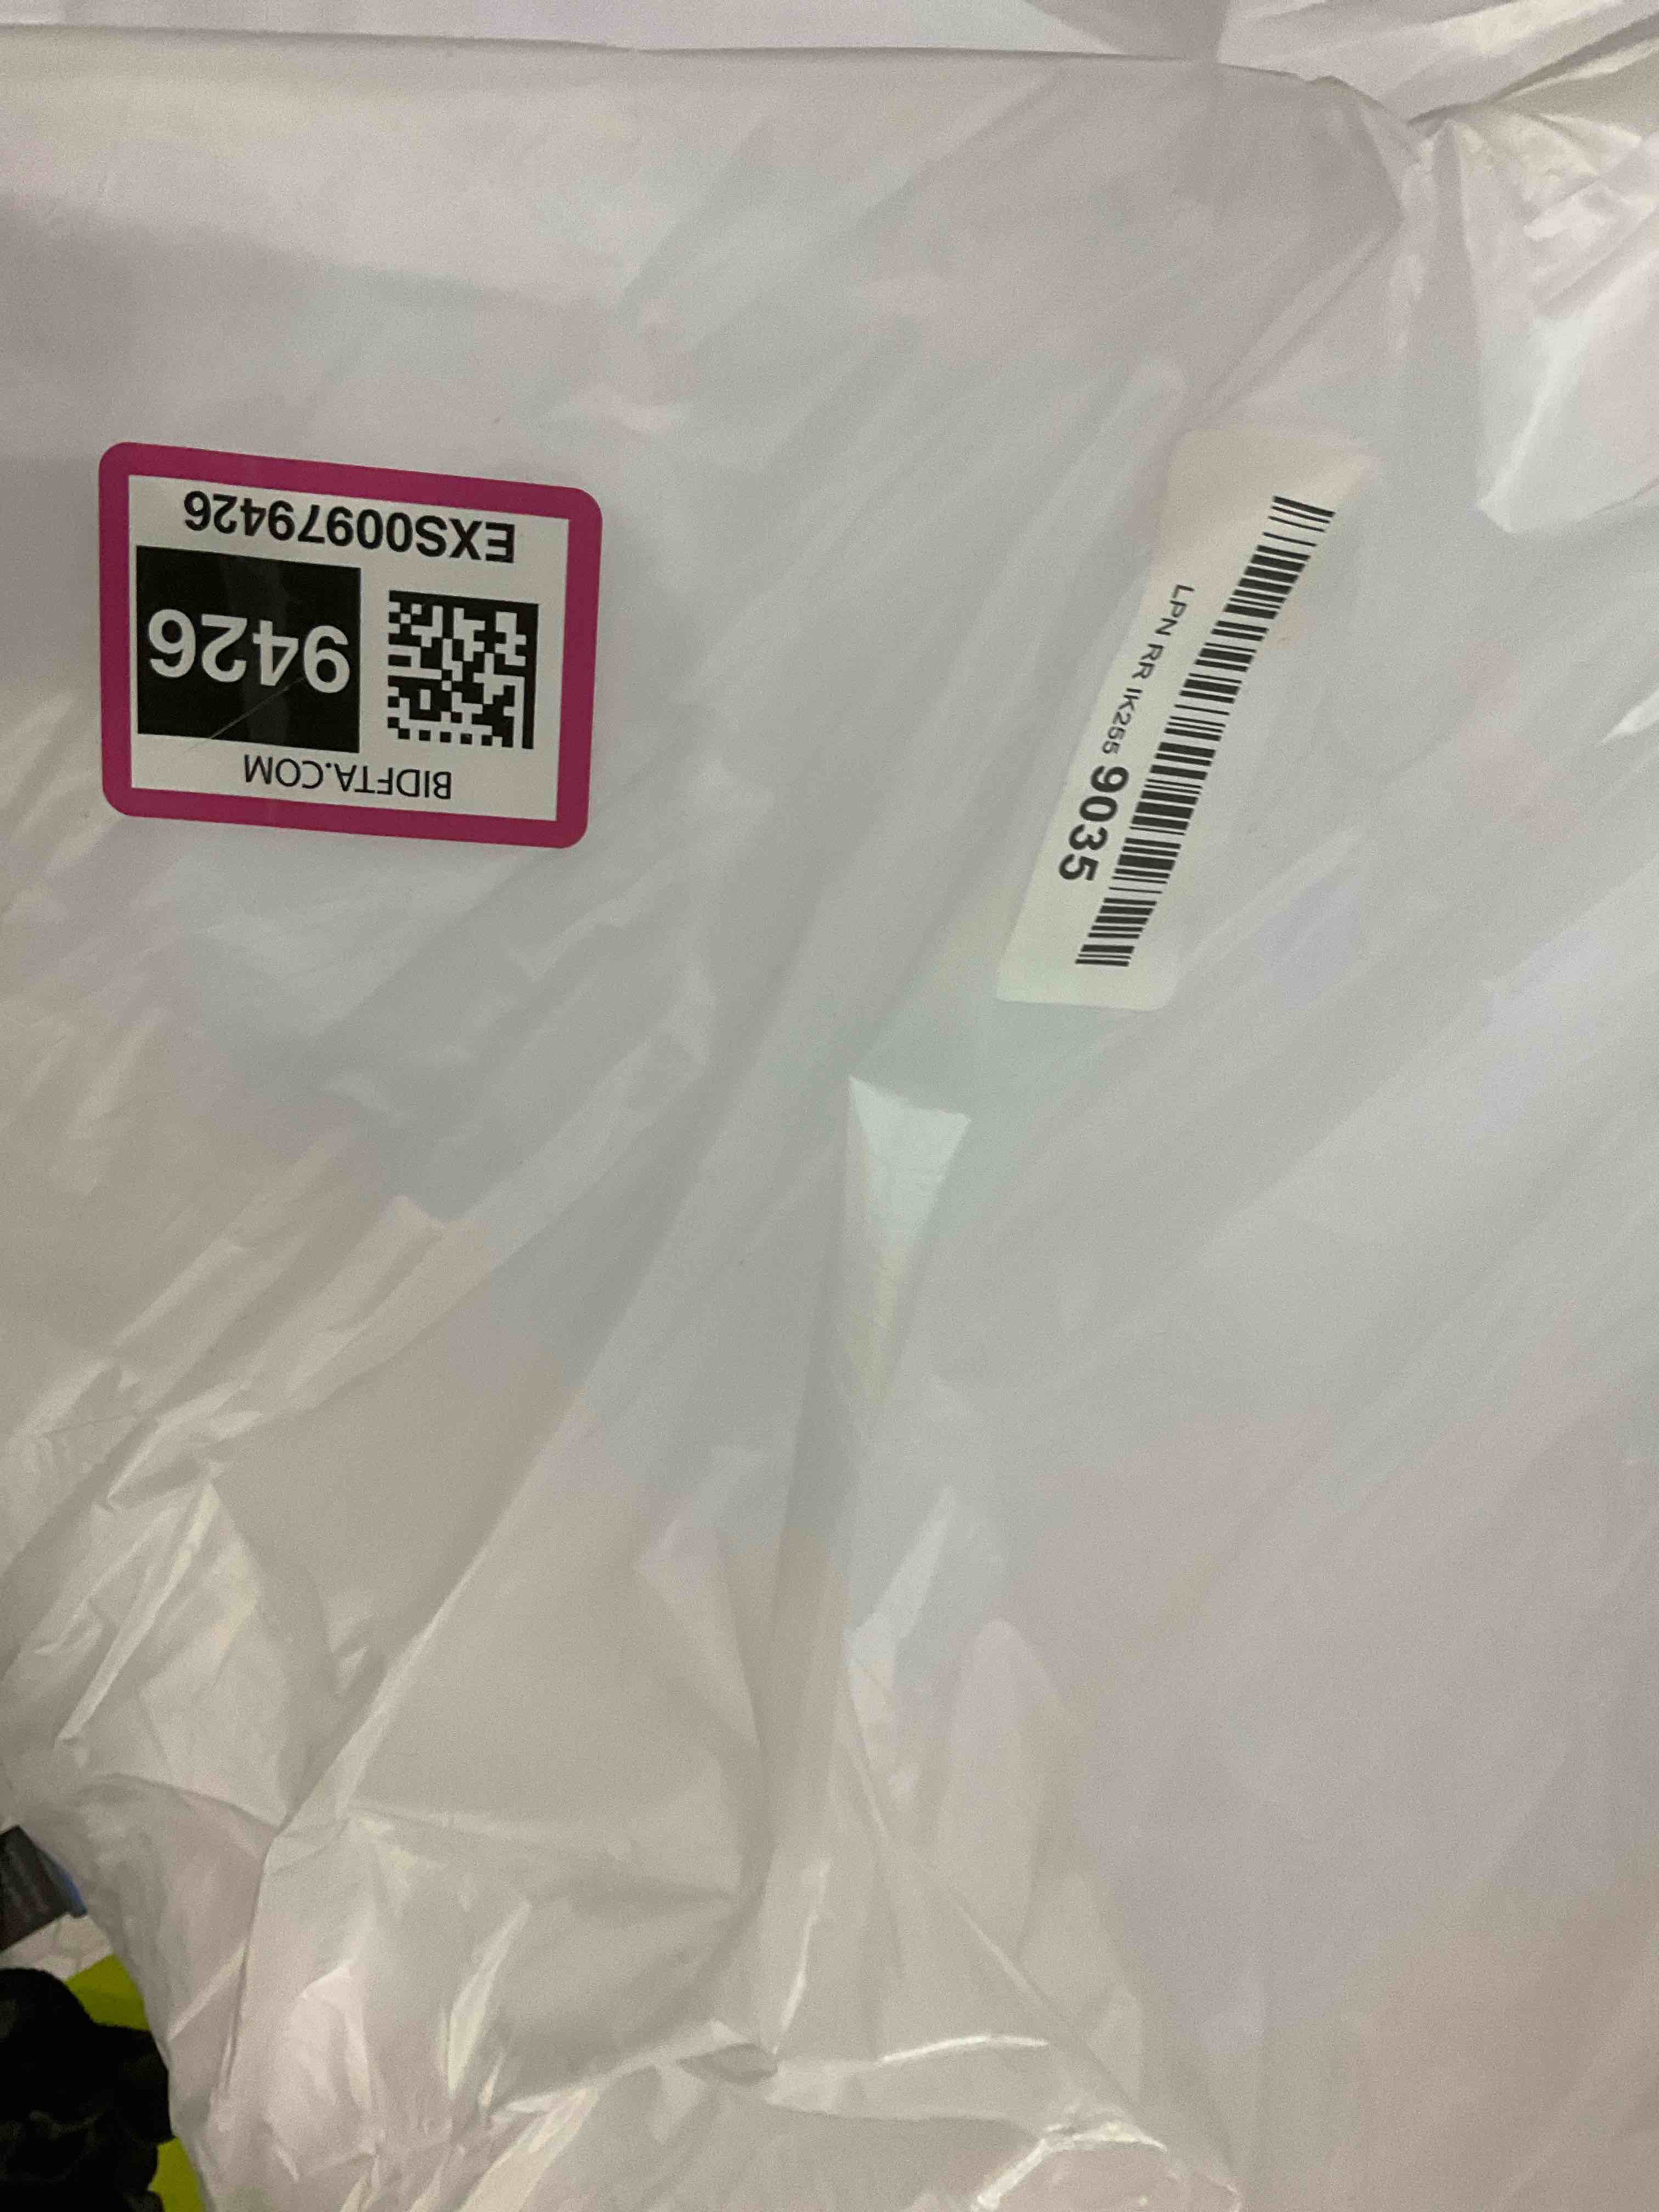 BIDFTA.COM
9426
EXS00979426
LPN RR IK255 9035